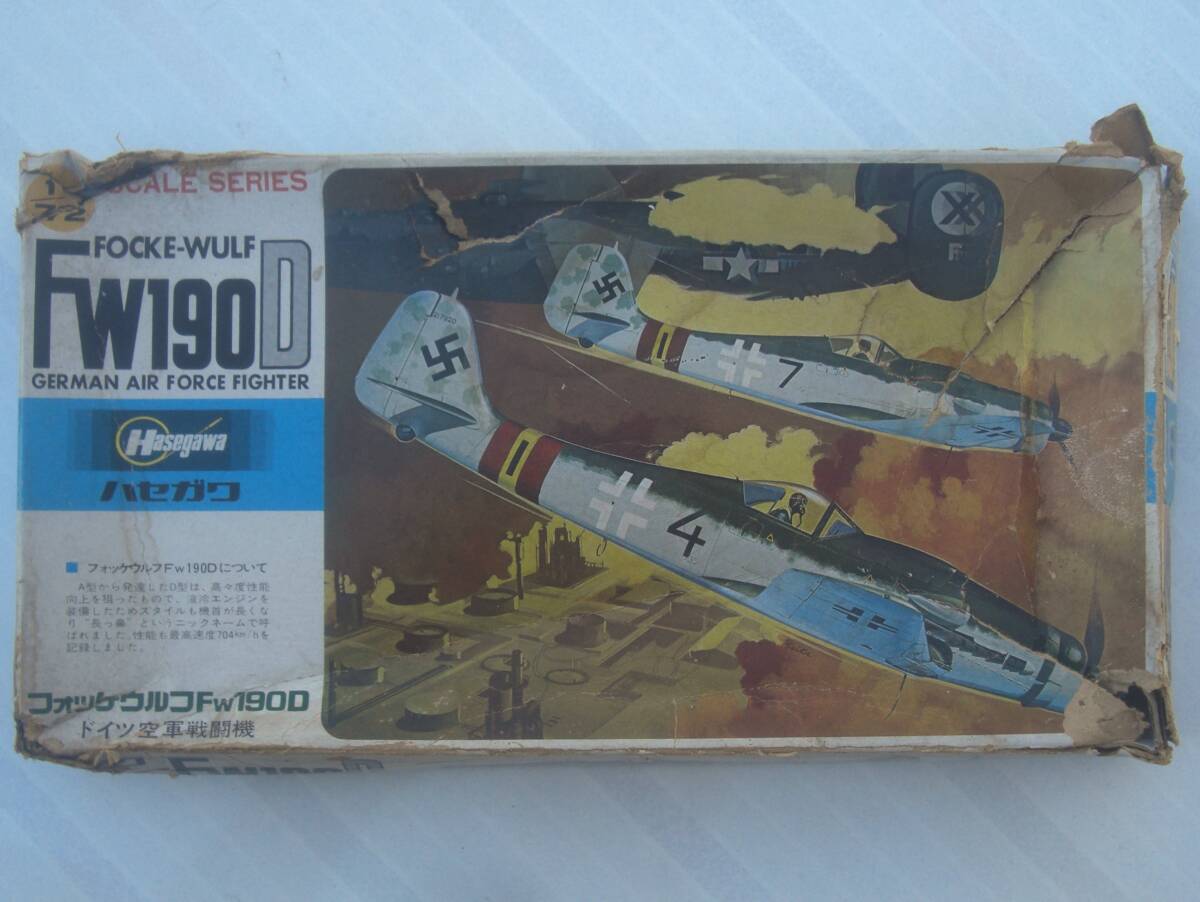 1
72
SCALE SERIES
FOCKE-WULF
FW190D
GERMAN AIR FORCE FIGHTER
Hasegawa
ハセガワ
■ フォッケウルフFw190Dについて
A型から発達したD型は、高々度性能
向上を狙ったもので、液冷エンジンを
装備したためスタイルも機首が長くな
り“長っ鼻”というニックネームで呼
ばれました。性能も最高速度704km/hを
記録しました。
フォッケウルフFw190D
ドイツ空軍戦闘機
F
7
4
FW190D